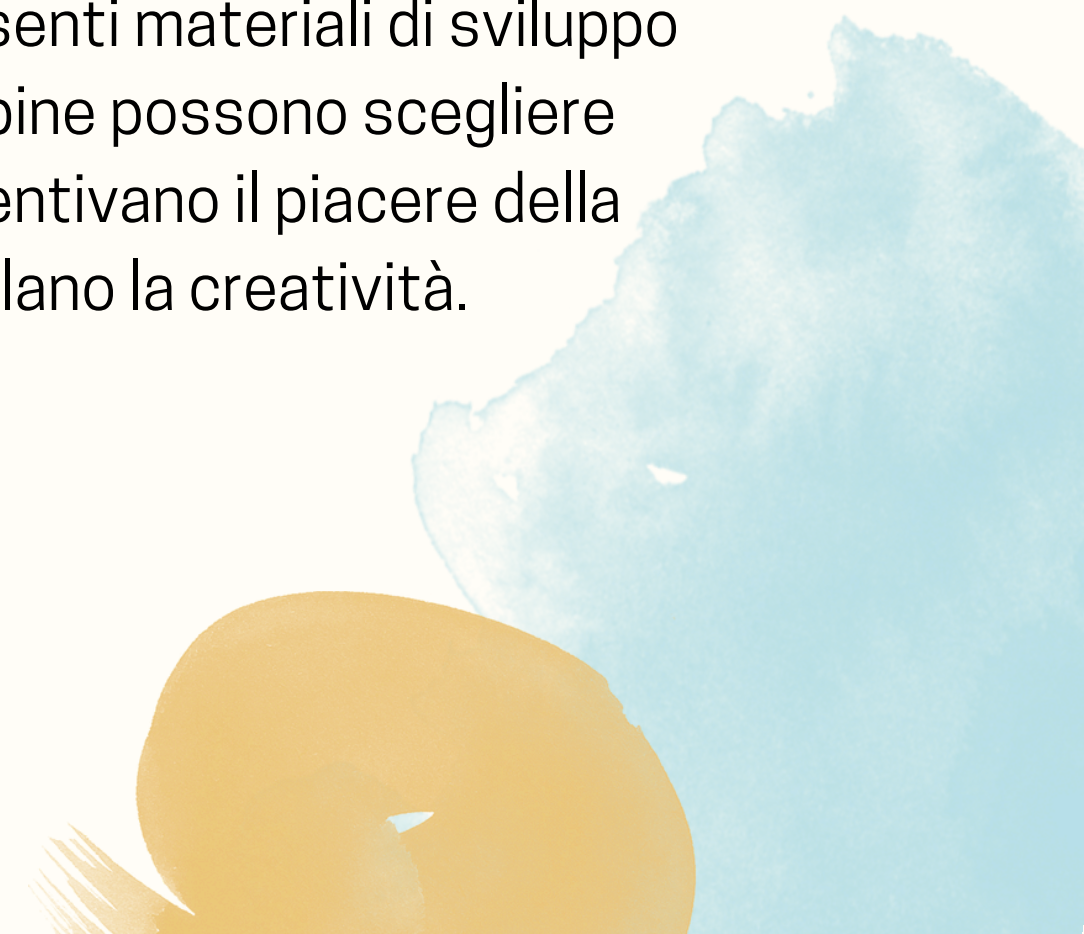 senti materiali di sviluppo
bine possono scegliere
entivano il piacere della
lano la creatività.